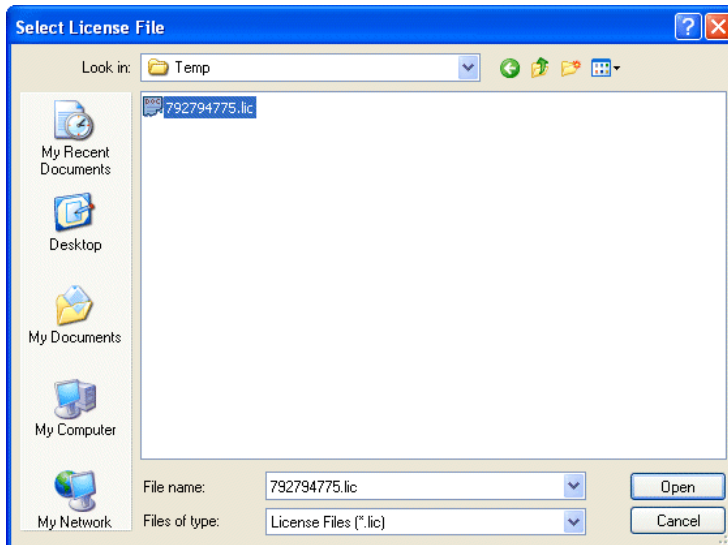 Select License File
Look in: Temp
792794775.lic
My Recent
Documents
Desktop
My Documents
My Computer
My Network
File name: 792794775.lic Open
Files of type: License Files (*.lic) Cancel